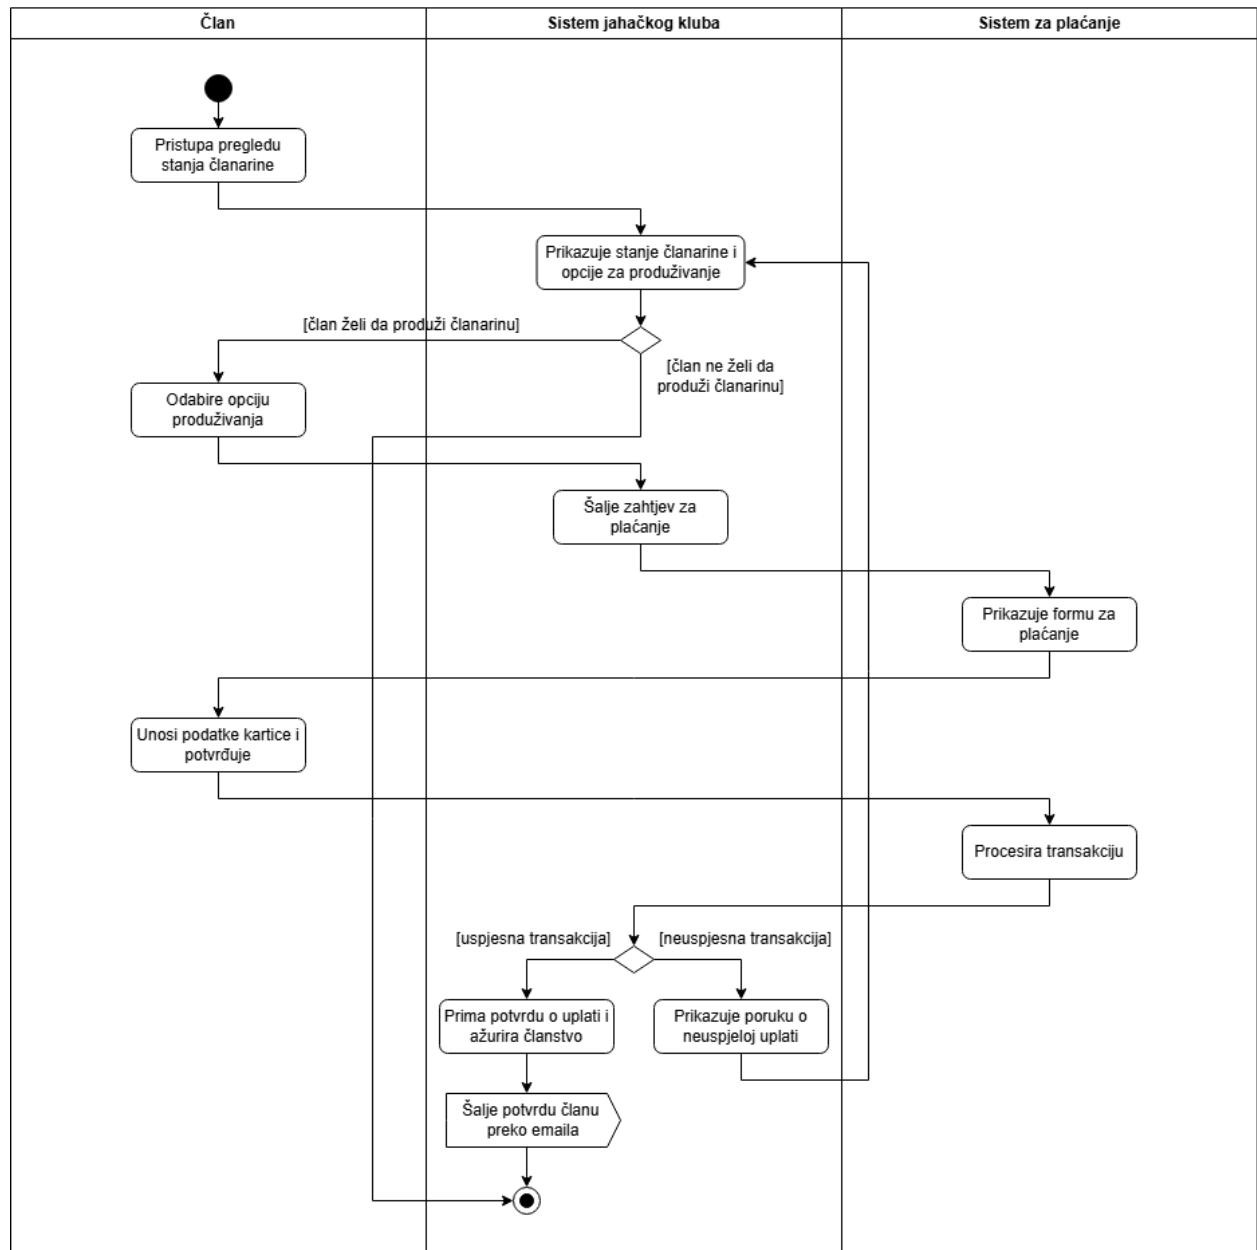 Član
Sistem jahačkog kluba
Sistem za plaćanje
Pristupa pregledu
stanja članarine
Prikazuje stanje članarine i
opcije za produživanje
[član želi da produži članarinu]
[član ne želi da
produži članarinu]
Odabire opciju
produživanja
Šalje zahtjev za
plaćanje
Prikazuje formu za
plaćanje
Unosi podatke kartice i
potvrđuje
Procesira transakciju
[uspjesna transakcija]
[neuspjesna transakcija]
Prima potvrdu o uplati i
ažurira članstvo
Prikazuje poruku o
neuspjeloj uplati
Šalje potvrdu članu
preko emaila